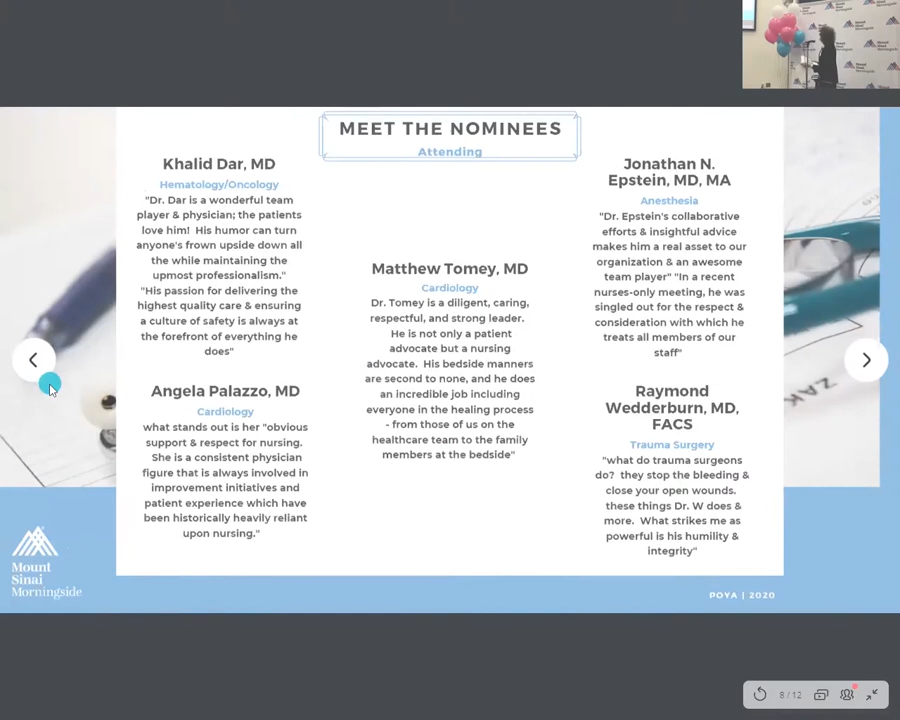 MEET THE NOMINEES
Attending
Khalid Dar, MD
Hematology/Oncology
"Dr. Dar is a wonderful team
player & physician; the patients
love him! His humor can turn
anyone's frown upside down all
the while maintaining the
upmost professionalism."
"His passion for delivering the
highest quality care & ensuring
a culture of safety is always at
the forefront of everything he
does"
Angela Palazzo, MD
Cardiology
what stands out is her "obvious
support & respect for nursing.
She is a consistent physician
figure that is always involved in
improvement initiatives and
patient experience which have
been historically heavily reliant
upon nursing."
Matthew Tomey, MD
Cardiology
Dr. Tomey is a diligent, caring,
respectful, and strong leader.
He is not only a patient
advocate but a nursing
advocate. His bedside manners
are second to none, and he does
an incredible job including
everyone in the healing process
- from those of us on the
healthcare team to the family
members at the bedside"
Jonathan N.
Epstein, MD, MA
Anesthesia
"Dr. Epstein's collaborative
efforts & insightful advice
makes him a real asset to our
organization & an awesome
team player" "In a recent
nurses-only meeting, he was
singled out for the respect &
consideration with which he
treats all members of our
staff"
Raymond
Wedderburn, MD,
FACS
Trauma Surgery
"what do trauma surgeons
do? they stop the bleeding &
close your open wounds.
these things Dr. W does &
more. What strikes me as
powerful is his humility &
integrity"
Mount
Sinai
Morningside
POYA | 2020
8 / 12
Mount
Sinai
Morningside